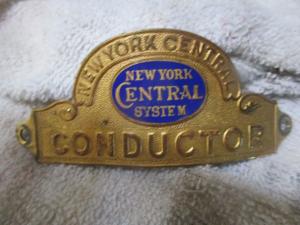 NEW YORK CENTRAL
NEW YORK
CENTRAL
SYSTEM
CONDUCTOR